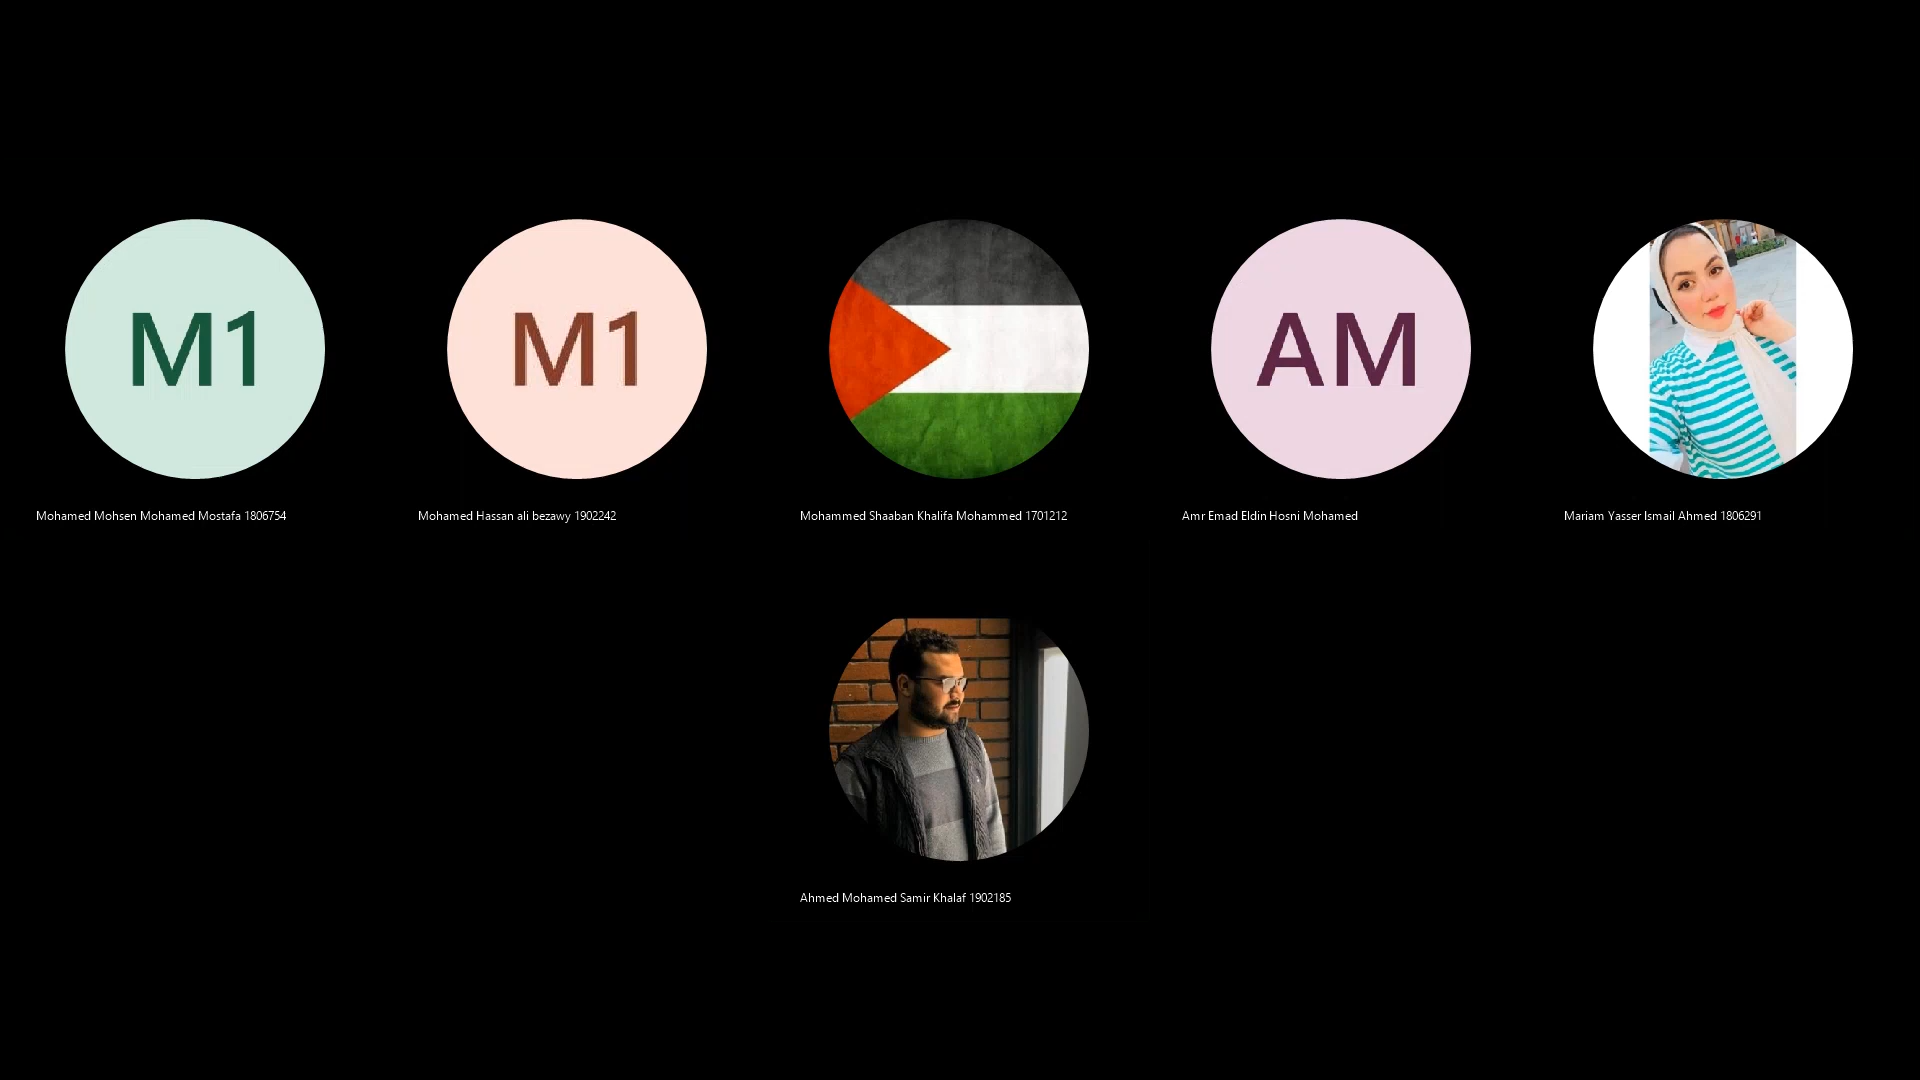 M1
M1
AM
Mohamed Mohsen Mohamed Mostafa 1806754
Mohamed Hassan ali bezawy 1902242
Mohammed Shaaban Khalifa Mohammed 1701212
Amr Emad Eldin Hosni Mohamed
Mariam Yasser Ismail Ahmed 1806291
Ahmed Mohamed Samir Khalaf 1902185